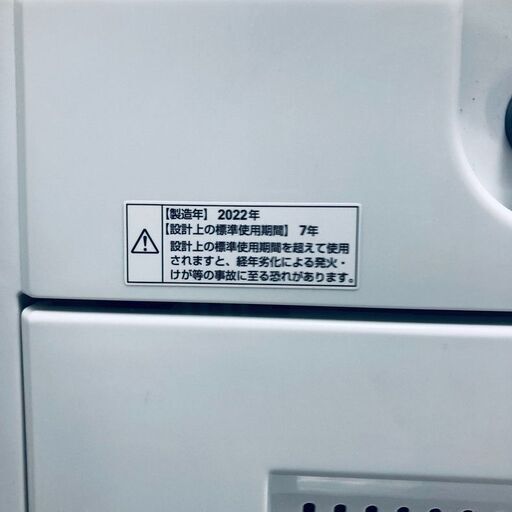 【製造年】 2022年
【設計上の標準使用期間】 7年
設計上の標準使用期間を超えて使用
されますと、経年劣化による発火・
けが等の事故に至る恐れがあります。